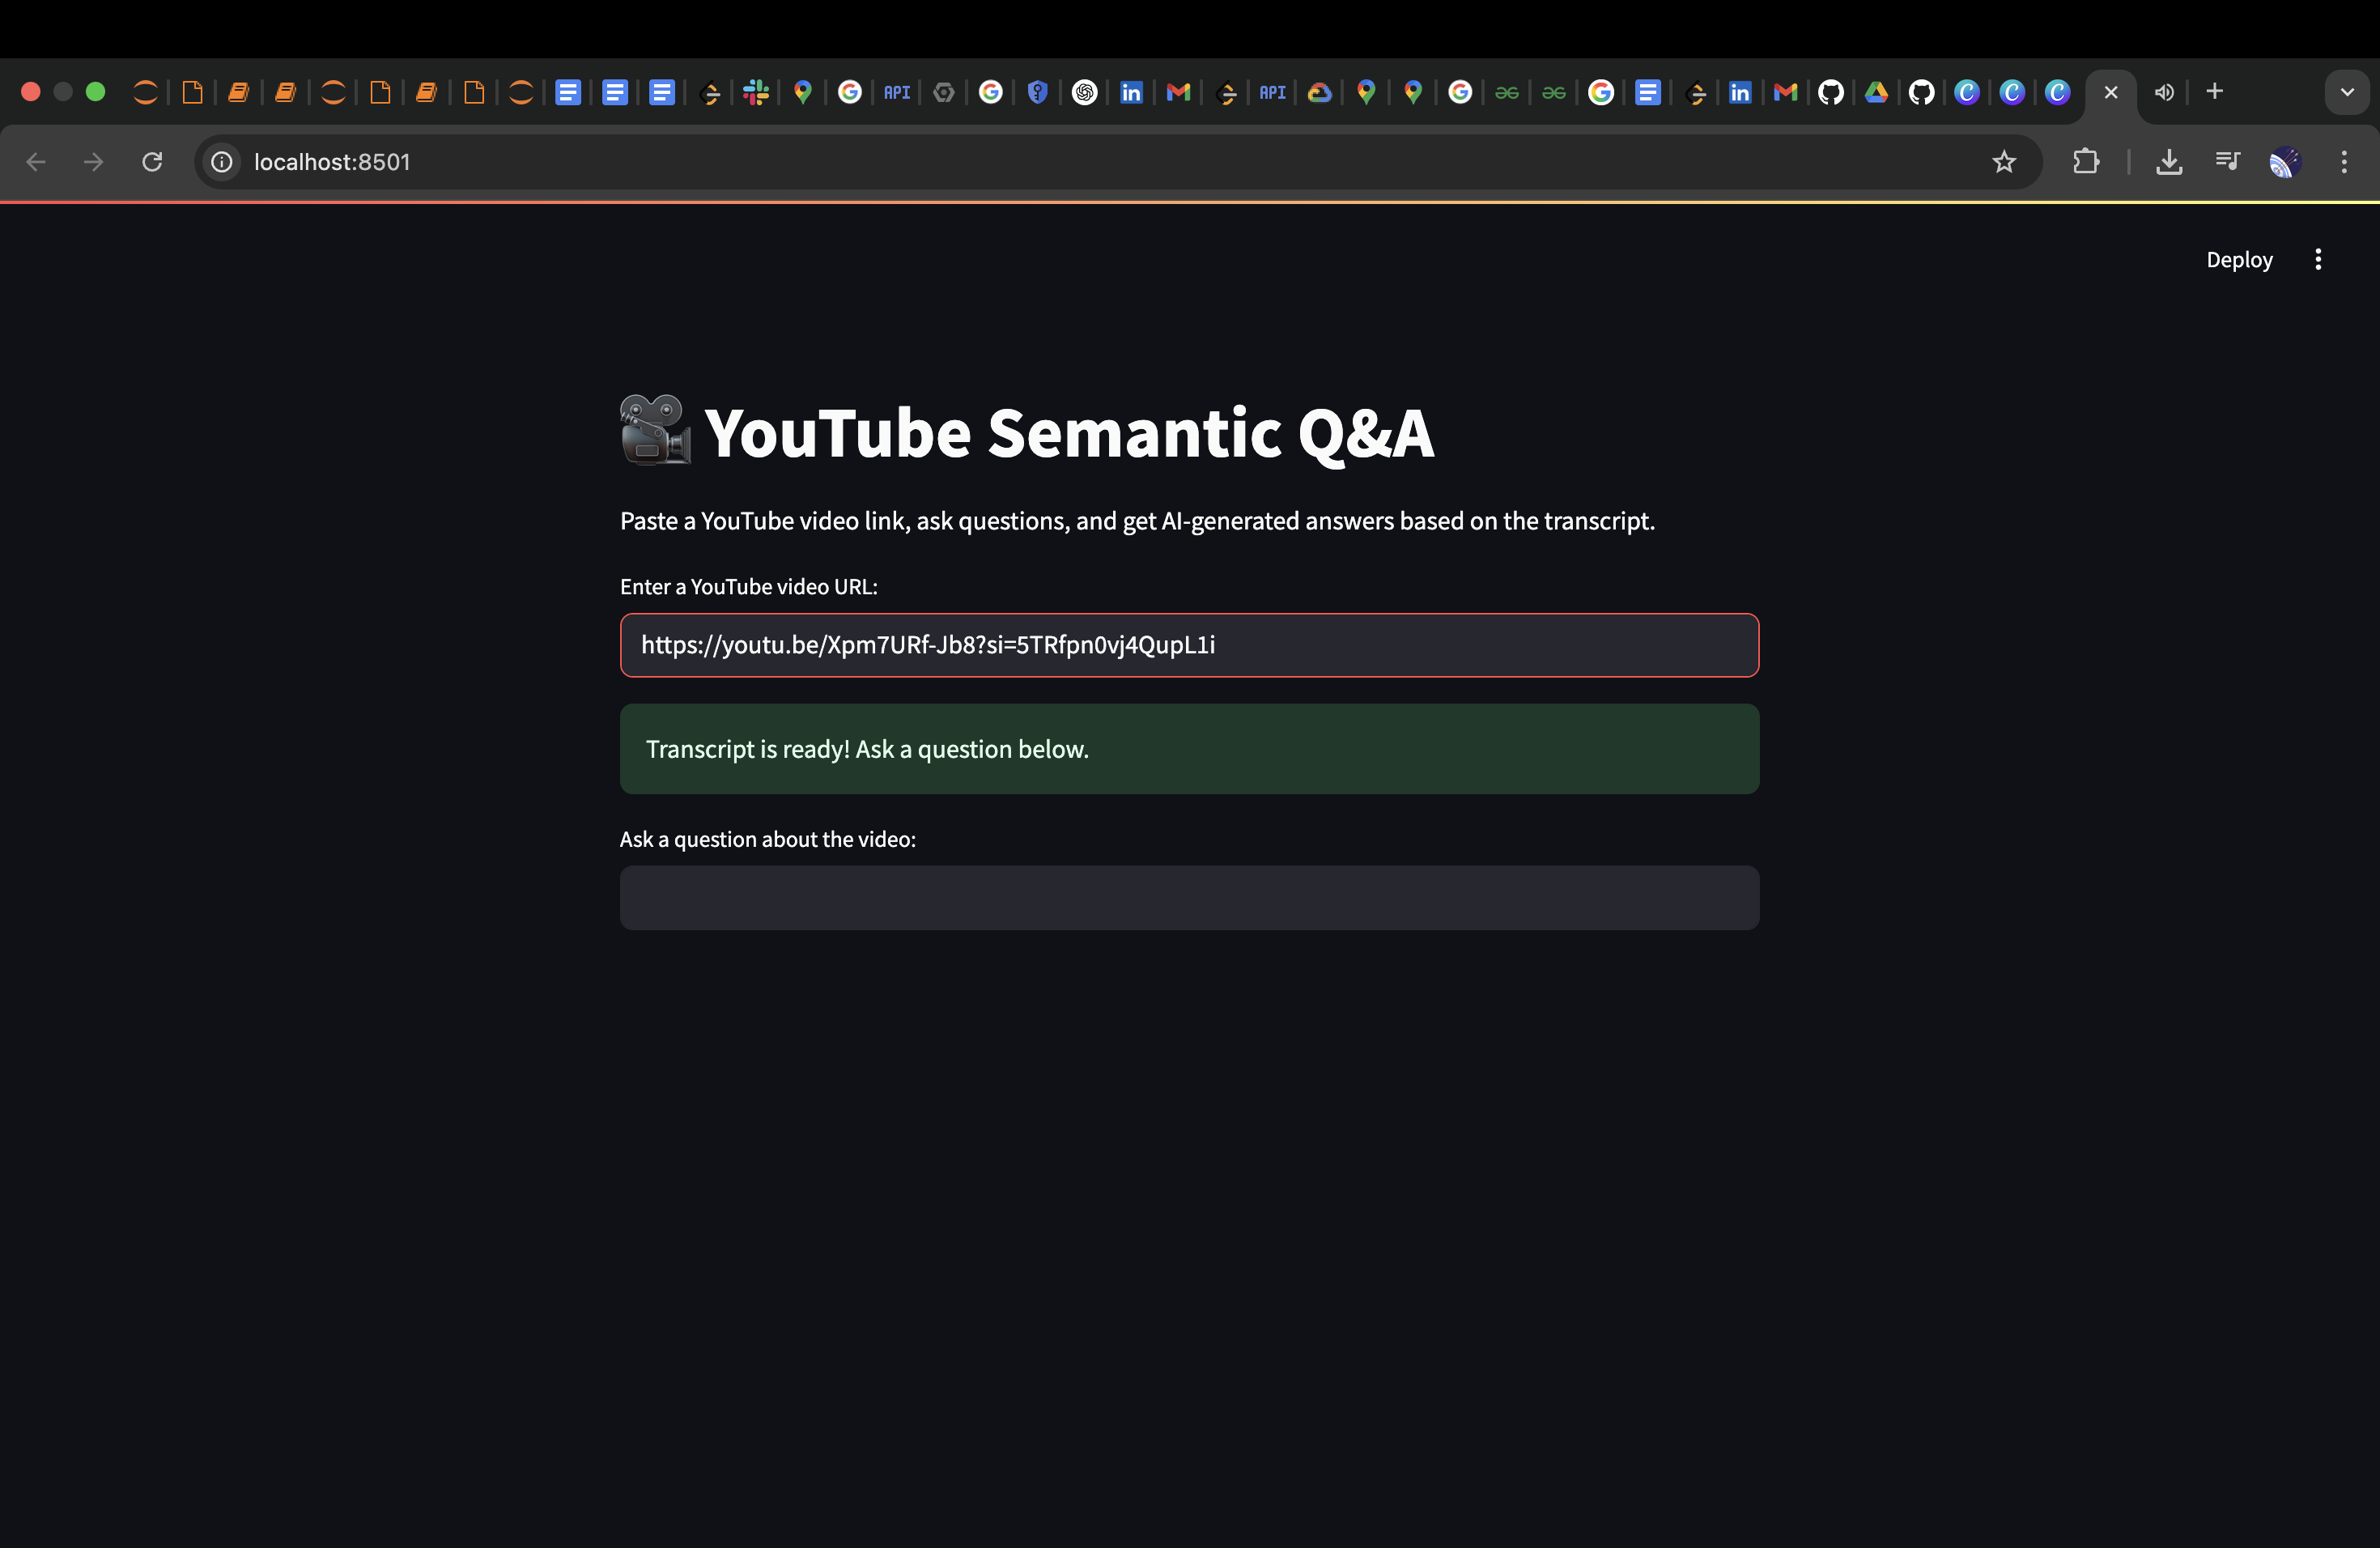 API
API
localhost:8501
Deploy
YouTube Semantic Q&A
Paste a YouTube video link, ask questions, and get AI-generated answers based on the transcript.
Enter a YouTube video URL:
https://youtu.be/Xpm7URf-Jb8?si=5TRfpn0vj4QupL1i
Transcript is ready! Ask a question below.
Ask a question about the video: